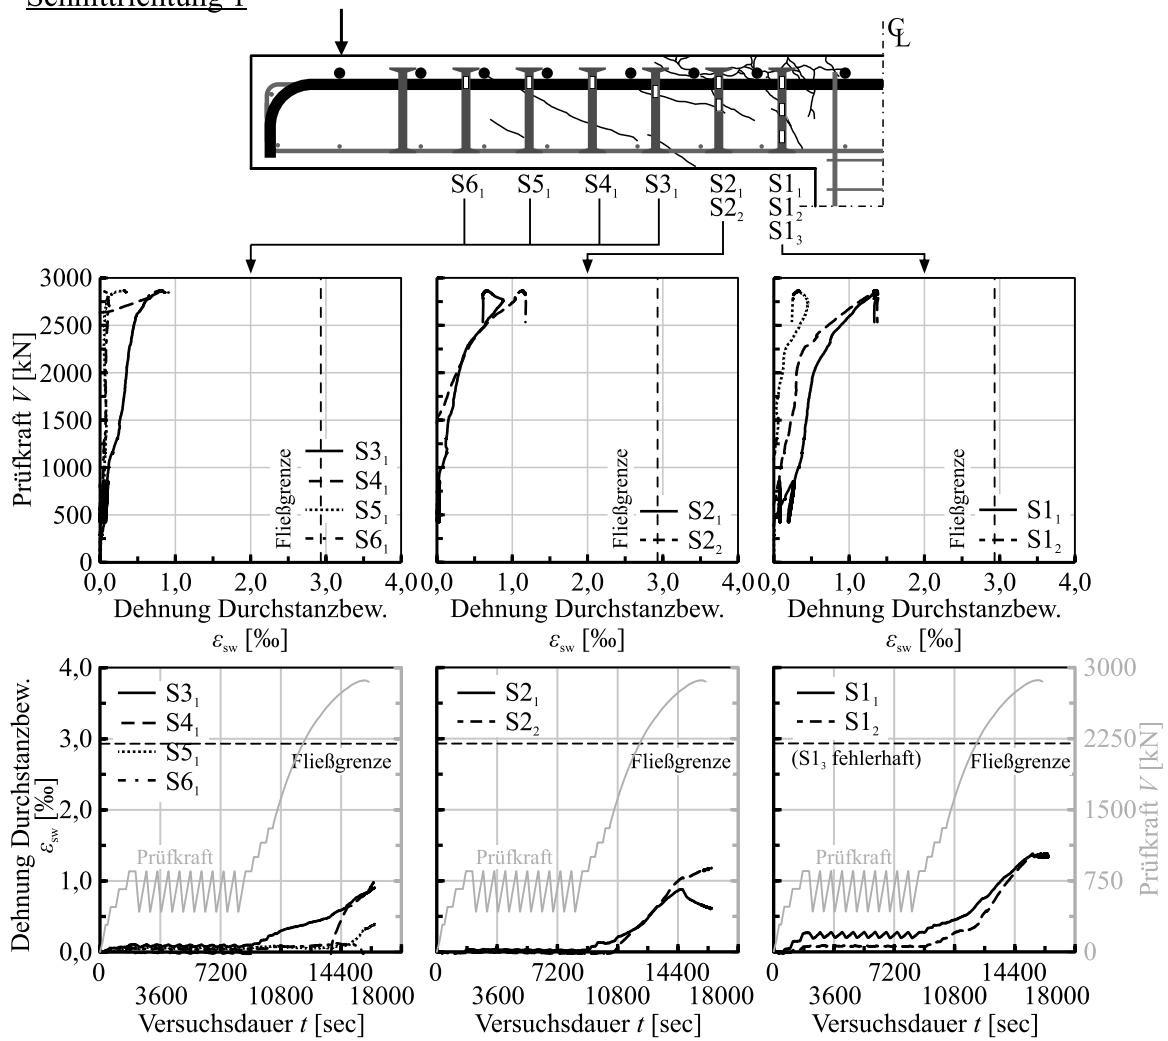 Schnittrichtung 1
CL
S6₁ S5₁ S4₁ S3₁ S2₁ S1₁
S2₂ S1₂
S1₃
Prüfkraft V [kN]
3000
2500
2000
1500
1000
500
0
Fließgrenze
S3₁
S4₁
S5₁
S6₁
0,0 1,0 2,0 3,0 4,0
Dehnung Durchstanzbew.
εsw [‰]
Fließgrenze
S2₁
S2₂
0,0 1,0 2,0 3,0 4,0
Dehnung Durchstanzbew.
εsw [‰]
Fließgrenze
S1₁
S1₂
0,0 1,0 2,0 3,0 4,0
Dehnung Durchstanzbew.
εsw [‰]
Dehnung Durchstanzbew.
εsw [‰]
4,0
3,0
2,0
1,0
0,0
S3₁
S4₁
S5₁
S6₁
Fließgrenze
Prüfkraft
0 7200 14400
3600 10800 18000
Versuchsdauer t [sec]
S2₁
S2₂
Fließgrenze
Prüfkraft
0 7200 14400
3600 10800 18000
Versuchsdauer t [sec]
S1₁
S1₂
(S1₃ fehlerhaft)
Fließgrenze
Prüfkraft
0 7200 14400
3600 10800 18000
Versuchsdauer t [sec]
3000
2250
1500
750
0
Prüfkraft V [kN]